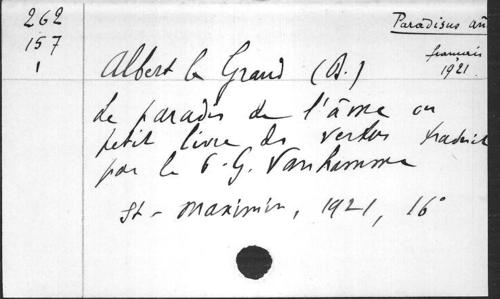 262
157
1
Paradisus an
français
1921.
Albert le Grand (B.)
Le paradis de l'âme ou
petit livre des vertus traduit
par le P. G. Vanhamme
St-Maximin, 1921, 16°